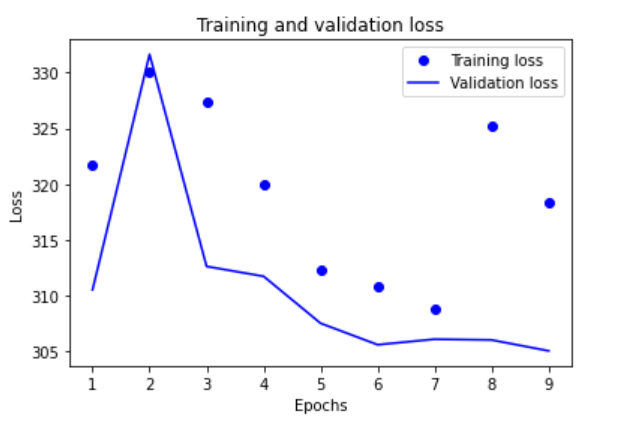 Training and validation loss
Training loss
Validation loss
Loss
330
325
320
315
310
305
1 2 3 4 5 6 7 8 9
Epochs